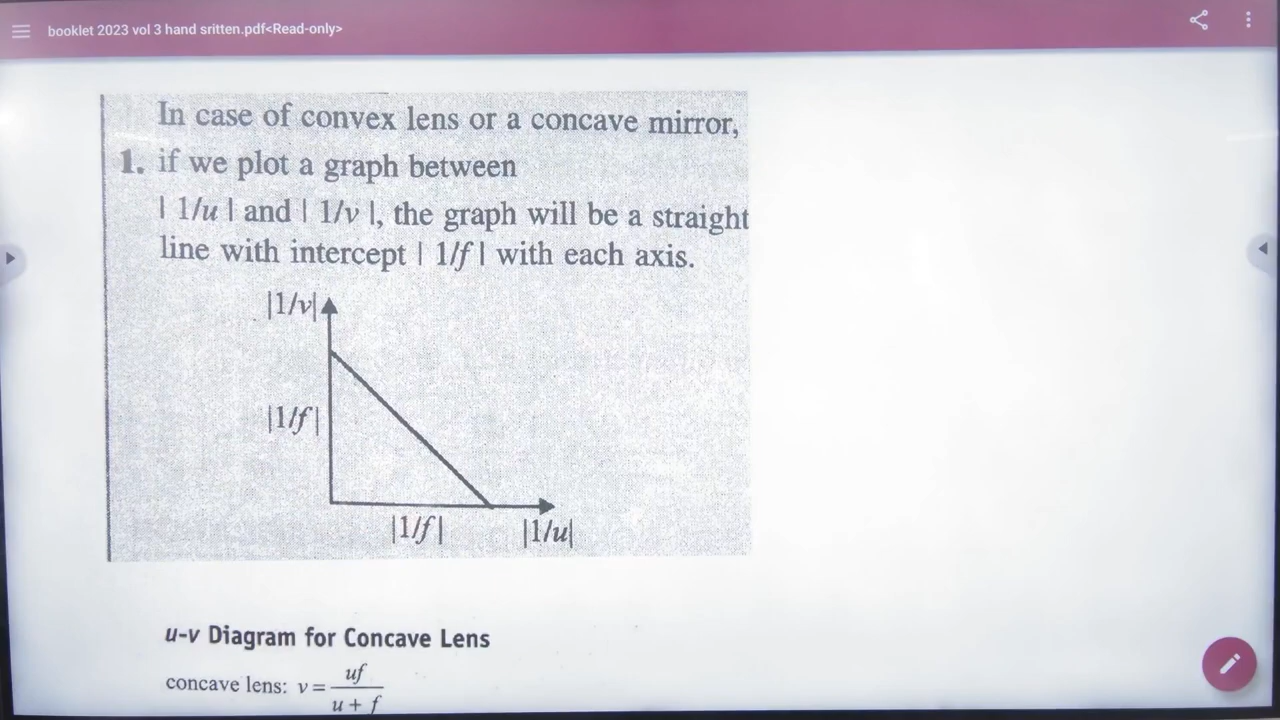 booklet 2023 vol 3 hand sritten.pdf<Read-only>
In case of convex lens or a concave mirror,
1. if we plot a graph between
| 1/u | and | 1/v |, the graph will be a straight
line with intercept | 1/f | with each axis.
|1/v|
|1/f|
|1/f| |1/u|
u-v Diagram for Concave Lens
concave lens: v = uf
u + f